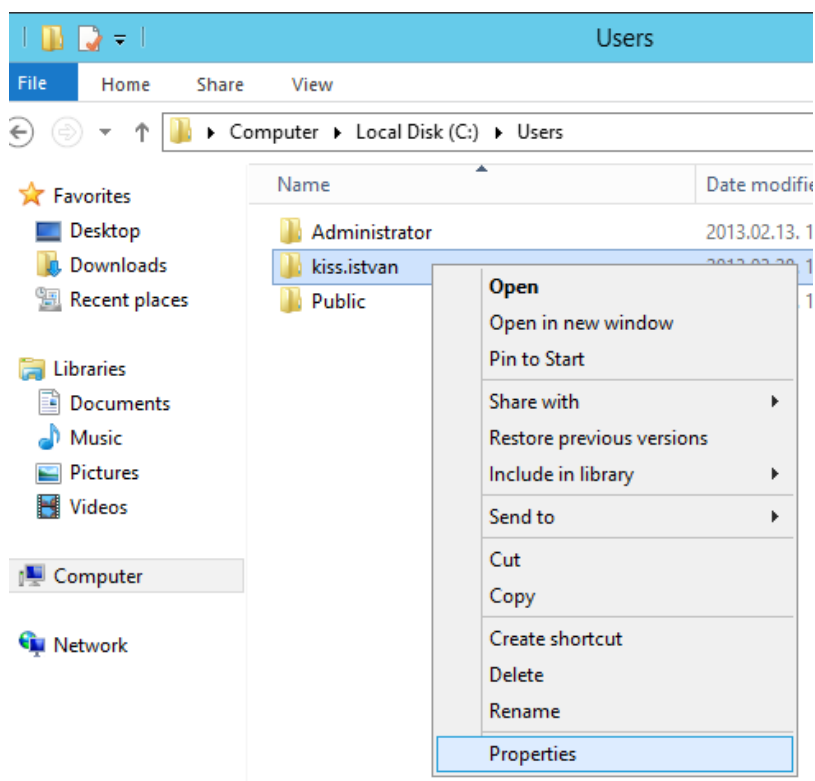 Users
File Home Share View
Computer Local Disk (C:) Users
Name Date modifie
Favorites
Desktop
Downloads
Recent places
Libraries
Documents
Music
Pictures
Videos
Computer
Network
Administrator 2013.02.13. 1
kiss.istvan
Public
Open
Open in new window
Pin to Start
Share with
Restore previous versions
Include in library
Send to
Cut
Copy
Create shortcut
Delete
Rename
Properties